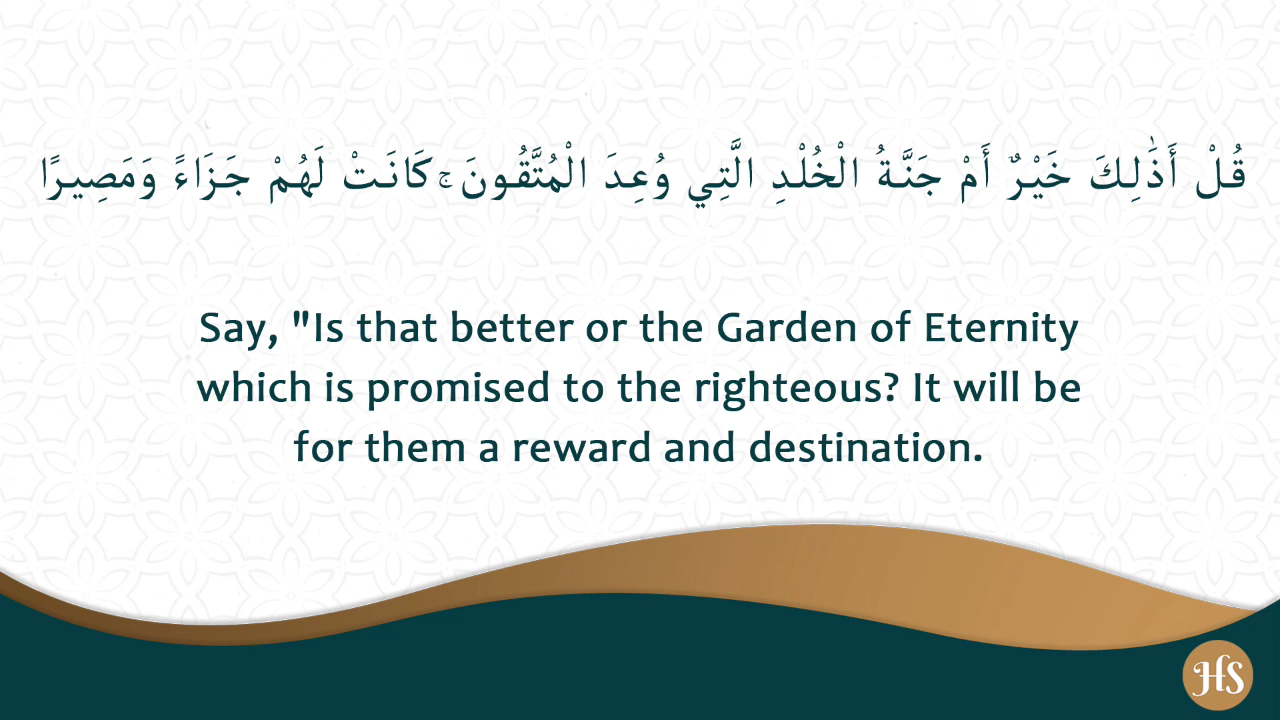 قُلْ أَذَٰلِكَ خَيْرٌ أَمْ جَنَّةُ الْخُلْدِ الَّتِي وُعِدَ الْمُتَّقُونَ ۚ كَانَتْ لَهُمْ جَزَاءً وَمَصِيرًا
Say, "Is that better or the Garden of Eternity
which is promised to the righteous? It will be
for them a reward and destination.
HS